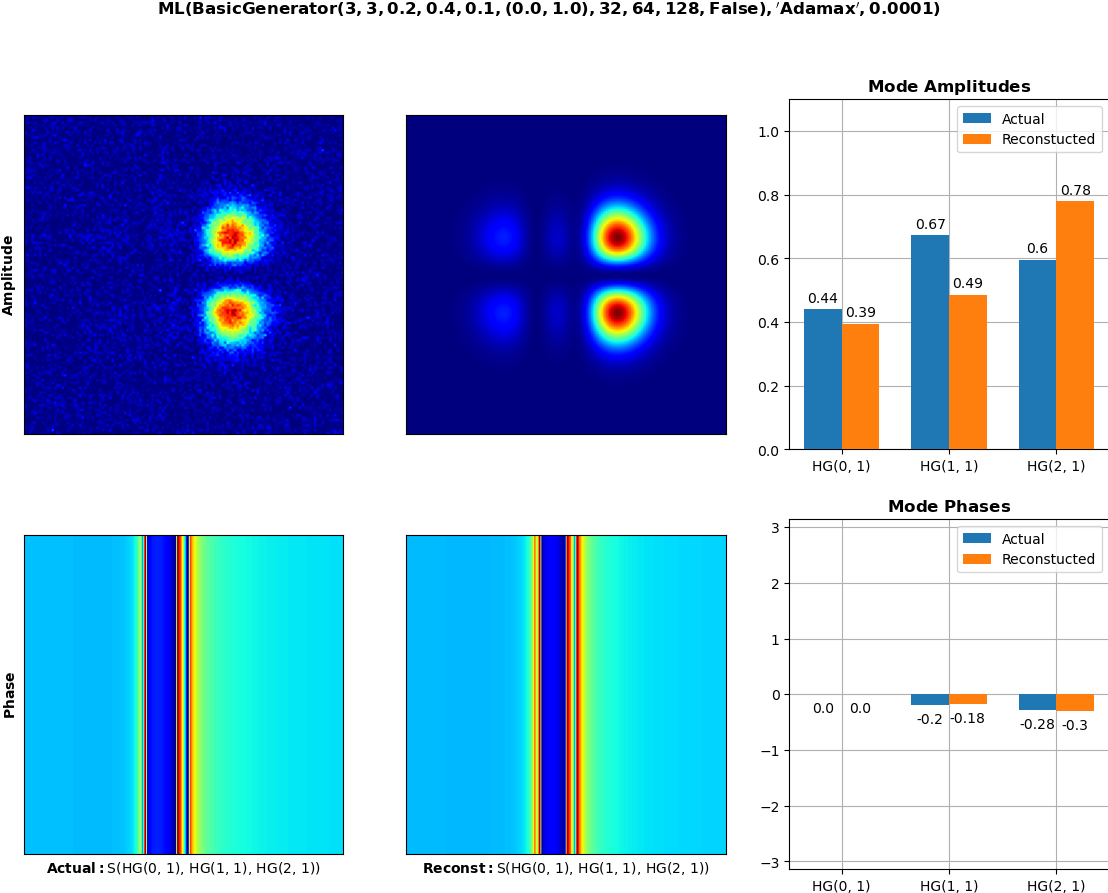 ML(BasicGenerator(3, 3, 0.2, 0.4, 0.1, (0.0, 1.0), 32, 64, 128, False), 'Adamax', 0.0001)
Amplitude
Mode Amplitudes
Actual
Reconstucted
1.0
0.8
0.6
0.4
0.2
0.0
0.44
0.39
0.67
0.49
0.6
0.78
HG(0, 1)
HG(1, 1)
HG(2, 1)
Phase
Actual: S(HG(0, 1), HG(1, 1), HG(2, 1))
Reconst: S(HG(0, 1), HG(1, 1), HG(2, 1))
Mode Phases
Actual
Reconstucted
3
2
1
0
−1
−2
−3
0.0
0.0
-0.2
-0.18
-0.28
-0.3
HG(0, 1)
HG(1, 1)
HG(2, 1)